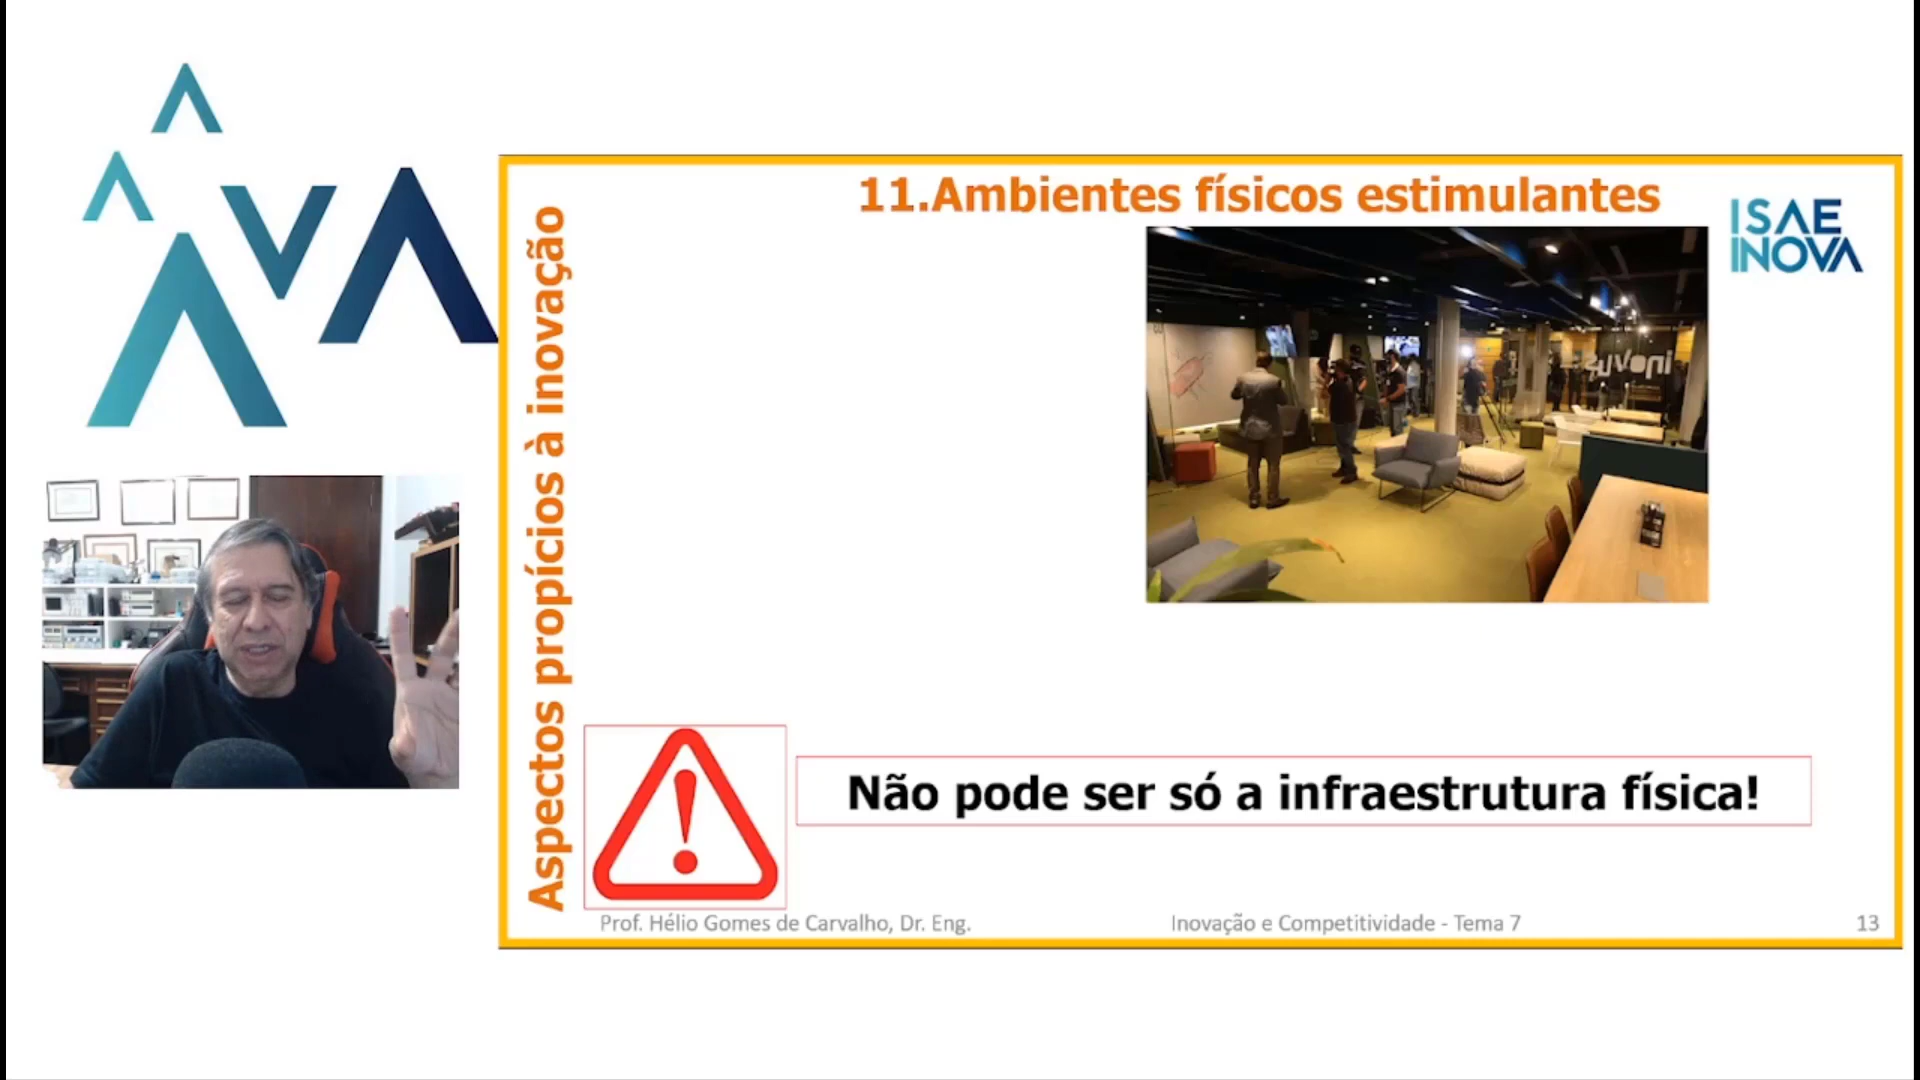 11.Ambientes físicos estimulantes
ISAE
INOVA
Aspectos propícios à inovação
inovus
Não pode ser só a infraestrutura física!
Prof. Hélio Gomes de Carvalho, Dr. Eng.
Inovação e Competitividade - Tema 7
13